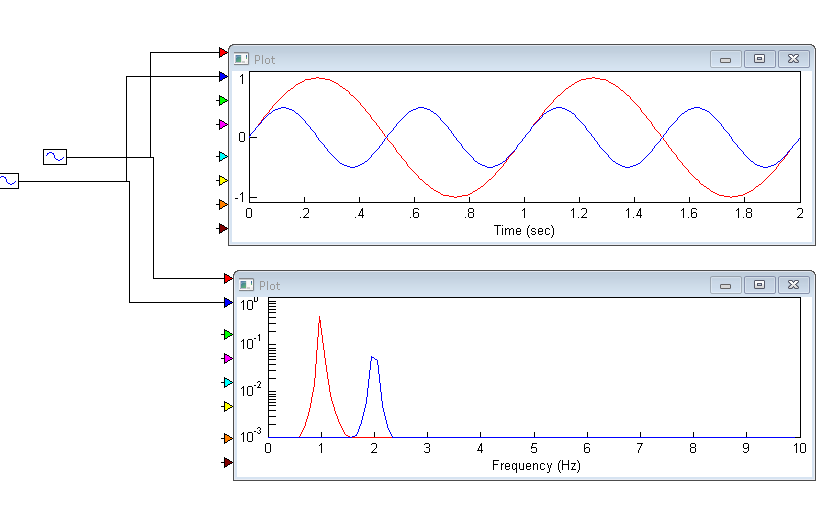 Plot
1
0
-1
0 .2 .4 .6 .8 1 1.2 1.4 1.6 1.8 2
Time (sec)
Plot
10^0
10^-1
10^-2
10^-3
0 1 2 3 4 5 6 7 8 9 10
Frequency (Hz)